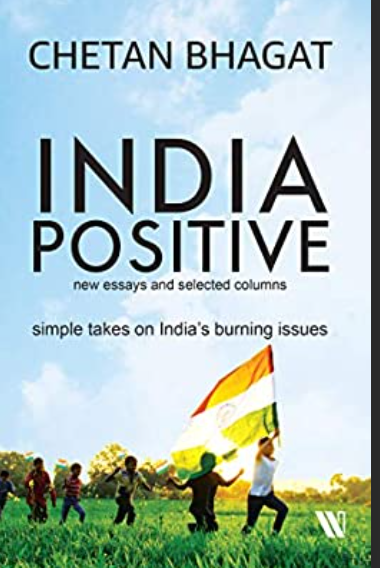 CHETAN BHAGAT
INDIA
POSITIVE
new essays and selected columns
simple takes on India's burning issues
W